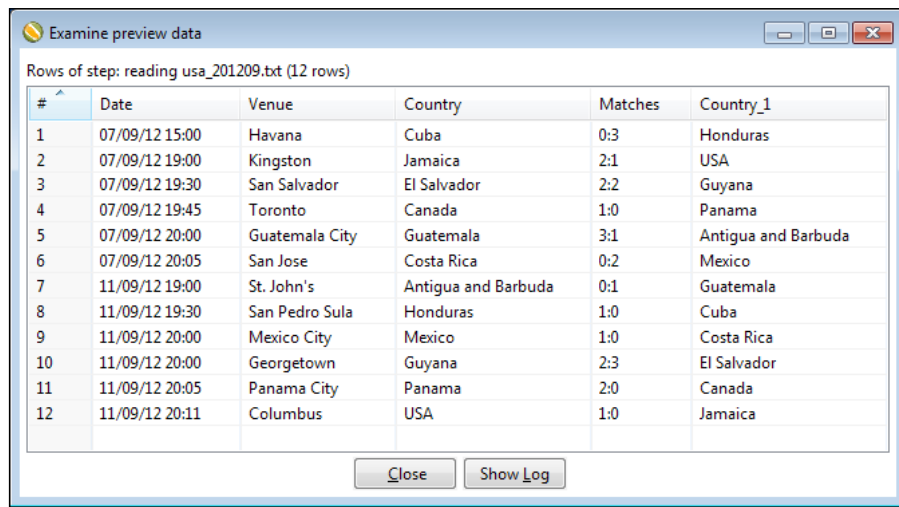 Examine preview data
Rows of step: reading usa_201209.txt (12 rows)
# Date Venue Country Matches Country_1
1 07/09/12 15:00 Havana Cuba 0:3 Honduras
2 07/09/12 19:00 Kingston Jamaica 2:1 USA
3 07/09/12 19:30 San Salvador El Salvador 2:2 Guyana
4 07/09/12 19:45 Toronto Canada 1:0 Panama
5 07/09/12 20:00 Guatemala City Guatemala 3:1 Antigua and Barbuda
6 07/09/12 20:05 San Jose Costa Rica 0:2 Mexico
7 11/09/12 19:00 St. John's Antigua and Barbuda 0:1 Guatemala
8 11/09/12 19:30 San Pedro Sula Honduras 1:0 Cuba
9 11/09/12 20:00 Mexico City Mexico 1:0 Costa Rica
10 11/09/12 20:00 Georgetown Guyana 2:3 El Salvador
11 11/09/12 20:05 Panama City Panama 2:0 Canada
12 11/09/12 20:11 Columbus USA 1:0 Jamaica
Close Show Log